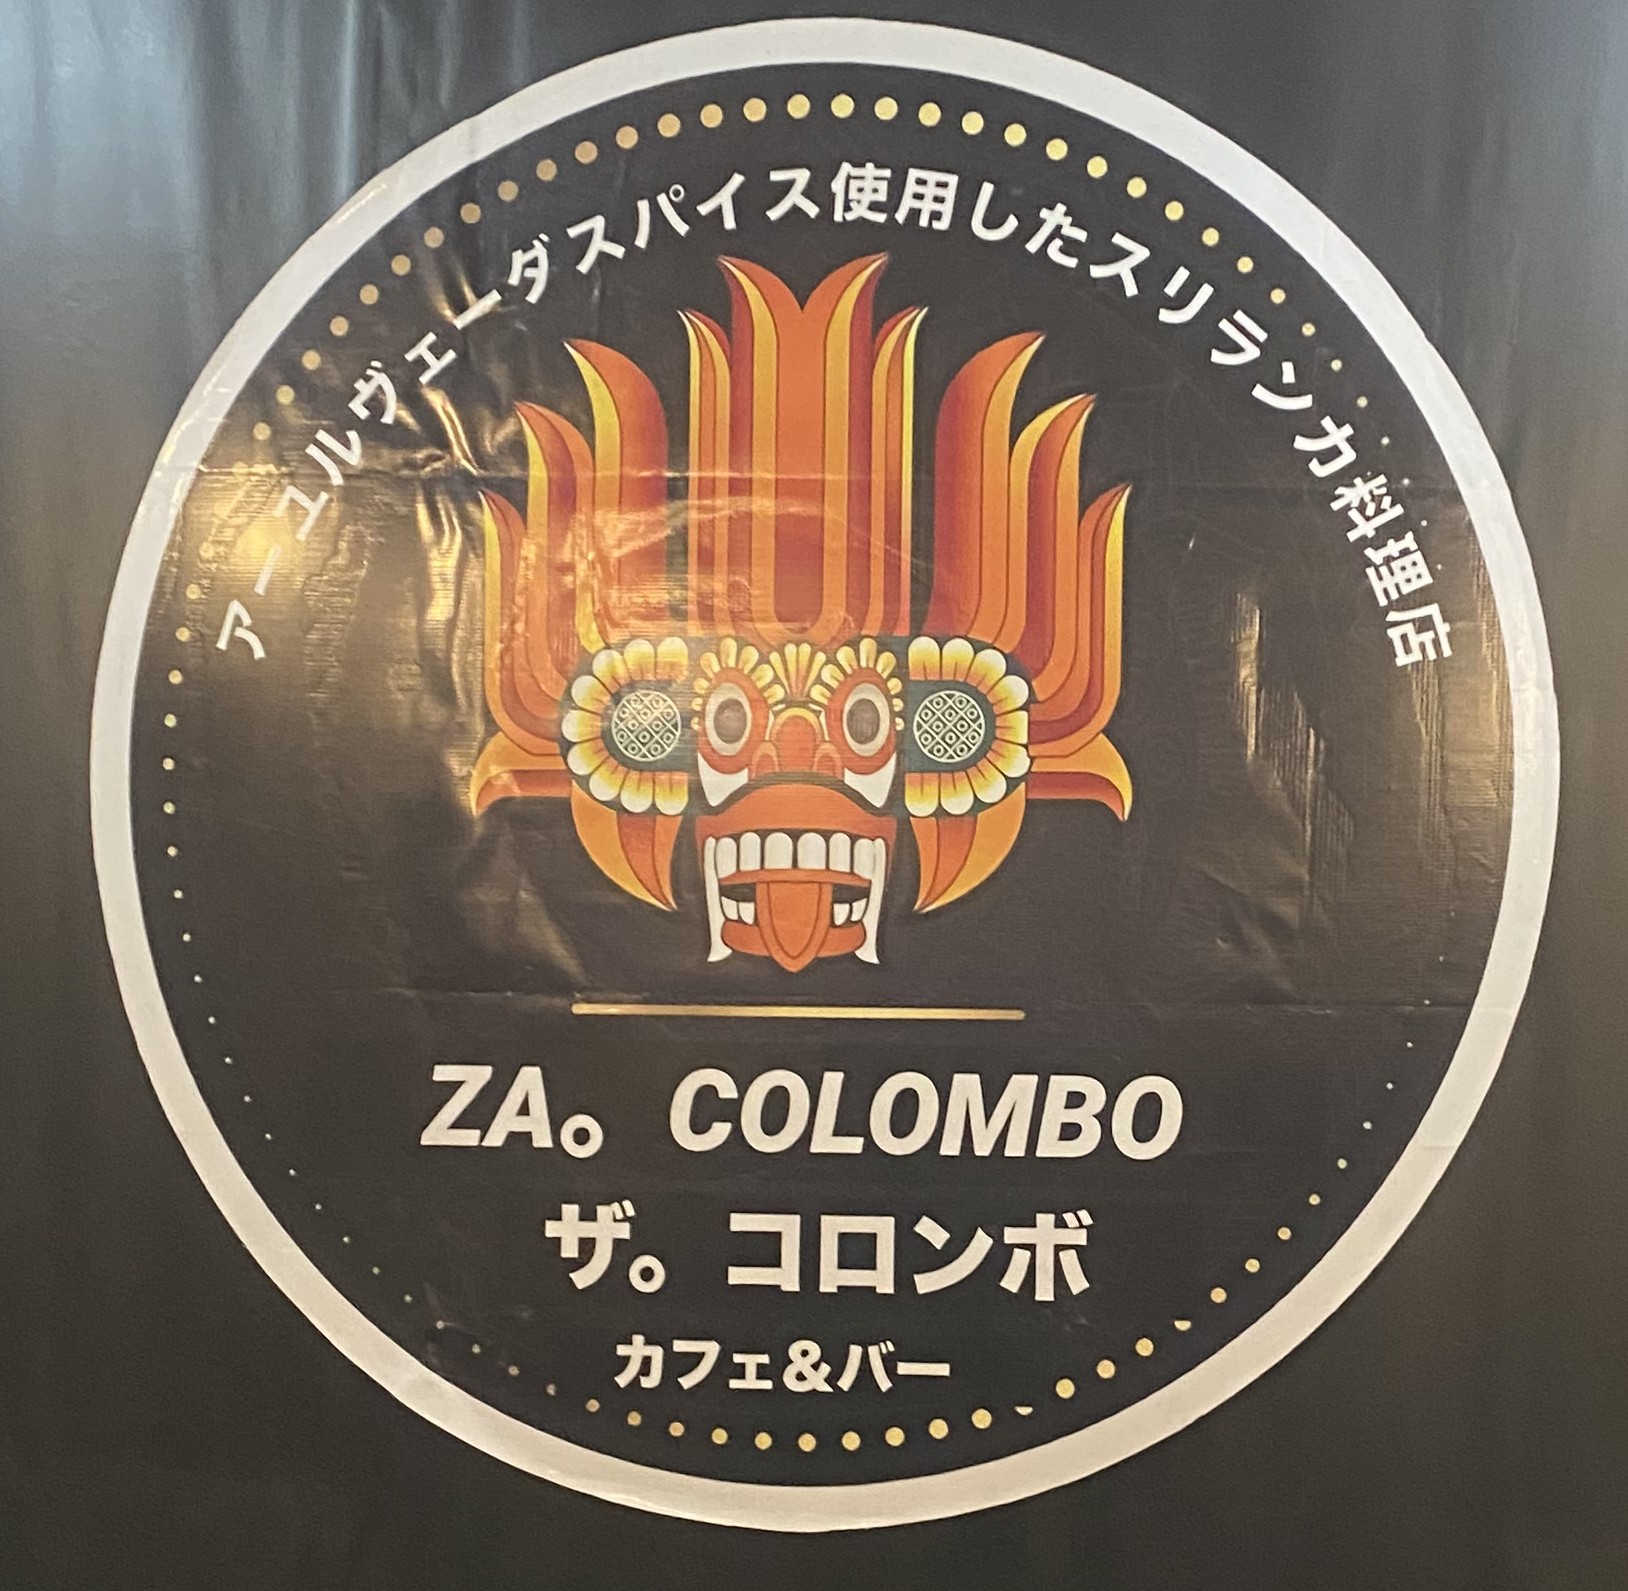 アーユルヴェーダスパイス使用したスリランカ料理店
ZA。COLOMBO
ザ。コロンボ
カフェ&バー